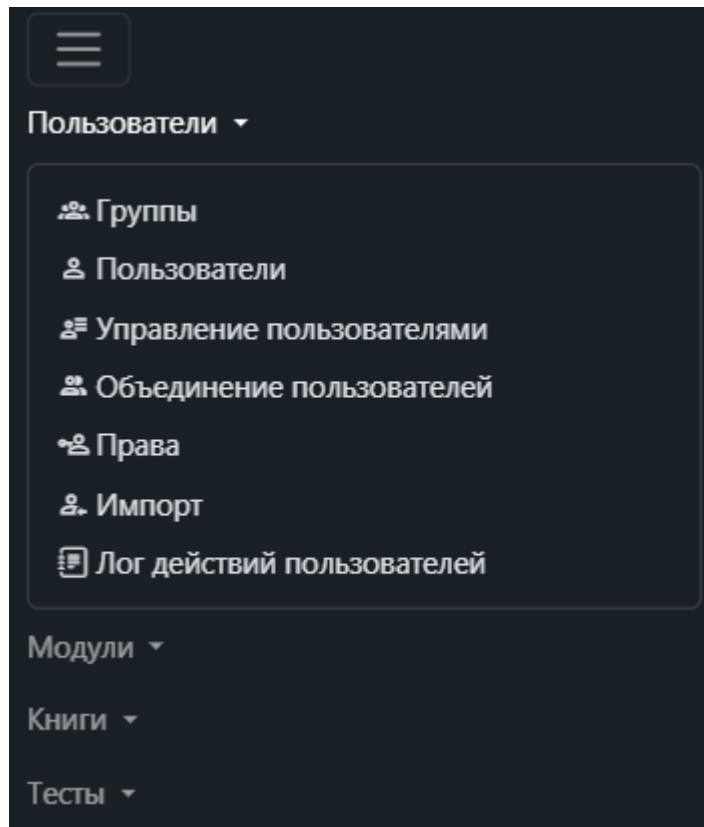 Пользователи
Группы
Пользователи
Управление пользователями
Объединение пользователей
Права
Импорт
Лог действий пользователей
Модули
Книги
Тесты